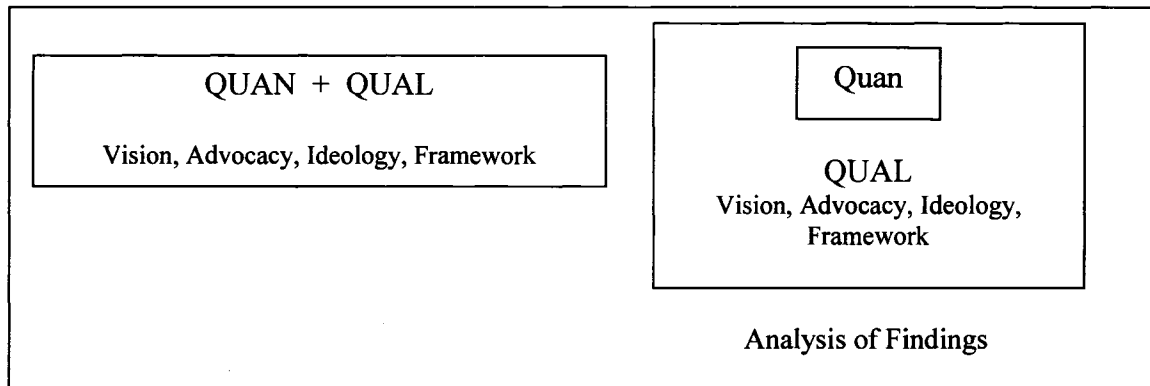 QUAN + QUAL
Vision, Advocacy, Ideology, Framework
Quan
QUAL
Vision, Advocacy, Ideology,
Framework
Analysis of Findings